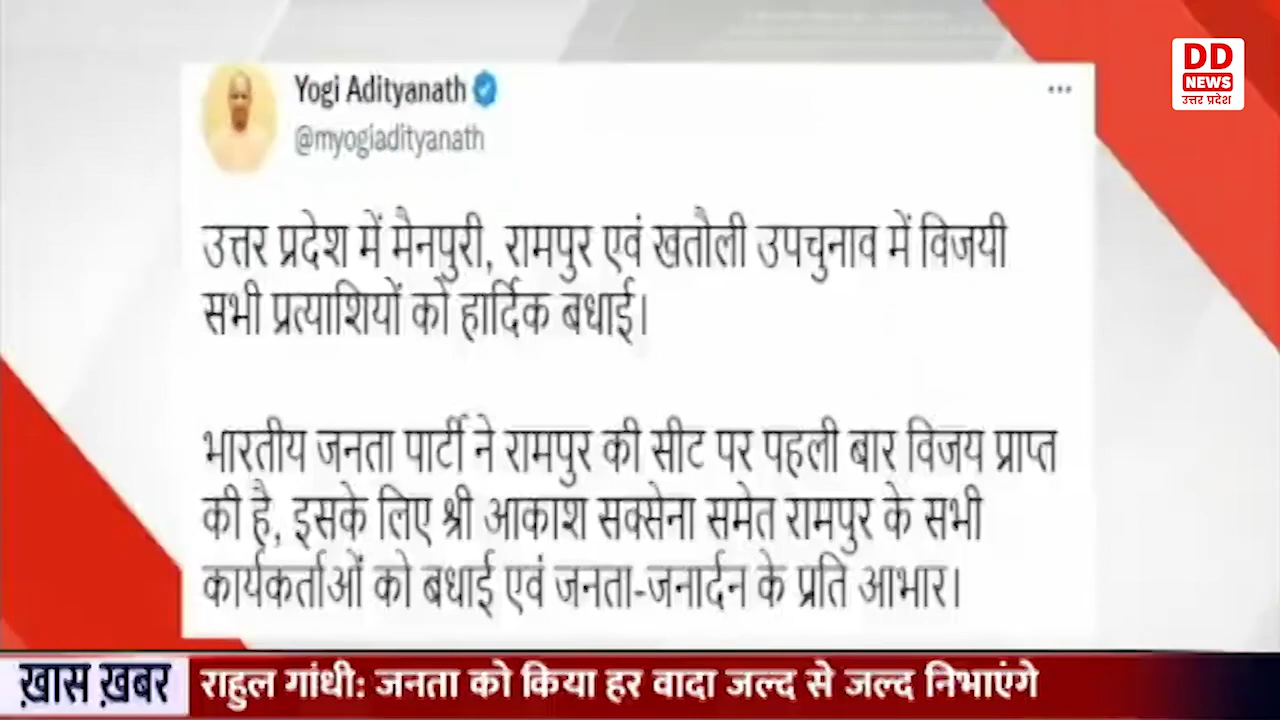 DD
NEWS
उत्तर प्रदेश
Yogi Adityanath
@myogiadityanath
उत्तर प्रदेश में मैनपुरी, रामपुर एवं खतौली उपचुनाव में विजयी
सभी प्रत्याशियों को हार्दिक बधाई।
भारतीय जनता पार्टी ने रामपुर की सीट पर पहली बार विजय प्राप्त
की है, इसके लिए श्री आकाश सक्सेना समेत रामपुर के सभी
कार्यकर्ताओं को बधाई एवं जनता-जनार्दन के प्रति आभार।
ख़ास ख़बर
राहुल गांधी: जनता को किया हर वादा जल्द से जल्द निभाएंगे